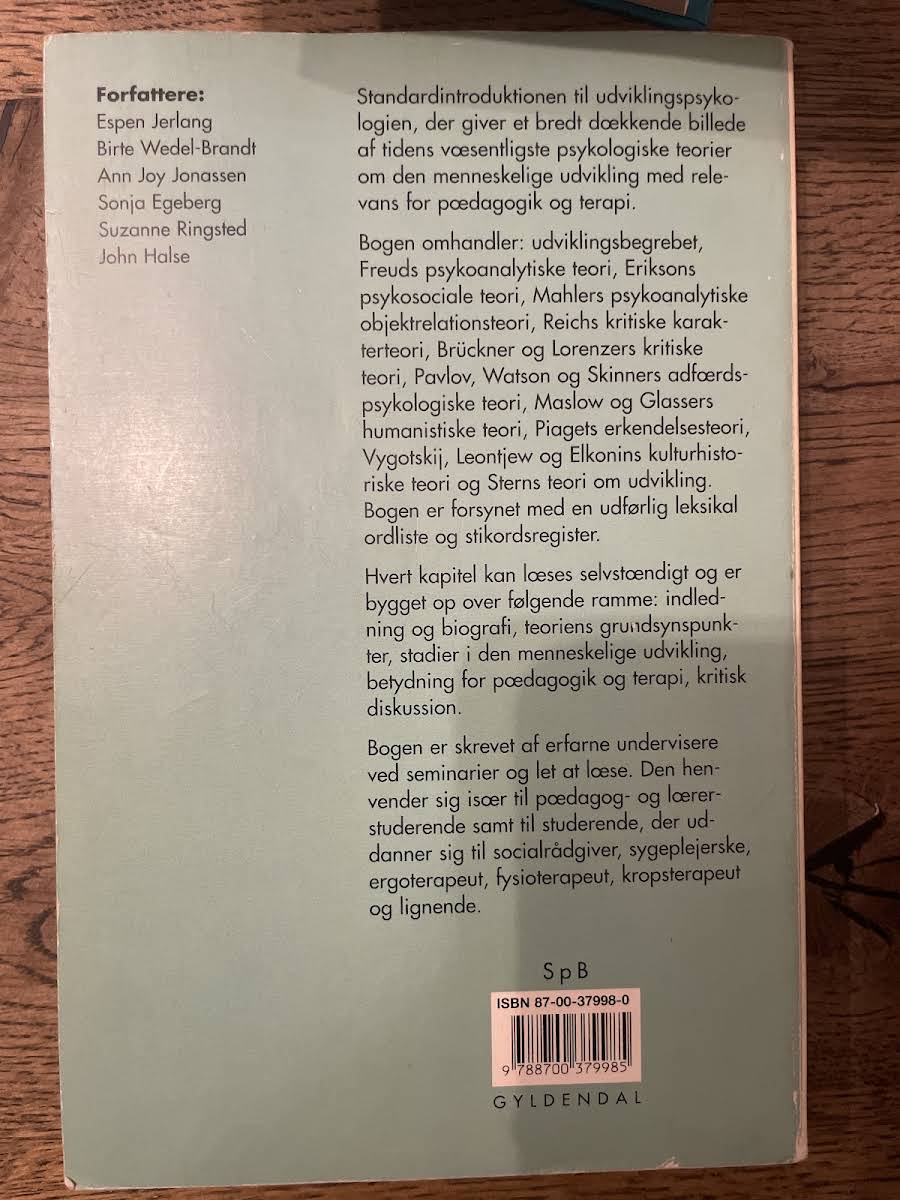 Forfattere:
Espen Jerlang
Birte Wedel-Brandt
Ann Joy Jonassen
Sonja Egeberg
Suzanne Ringsted
John Halse
Standardintroduktionen til udviklingspsyko-
logien, der giver et bredt dækkende billede
af tidens væsentligste psykologiske teorier
om den menneskelige udvikling med rele-
vans for pædagogik og terapi.
Bogen omhandler: udviklingsbegrebet,
Freuds psykoanalytiske teori, Eriksons
psykosociale teori, Mahlers psykoanalytiske
objektrelationsteori, Reichs kritiske karak-
terteori, Brückner og Lorenzers kritiske
teori, Pavlov, Watson og Skinners adfærds-
psykologiske teori, Maslow og Glassers
humanistiske teori, Piagets erkendelsesteori,
Vygotskij, Leontjew og Elkonins kulturhisto-
riske teori og Sterns teori om udvikling.
Bogen er forsynet med en udførlig leksikal
ordliste og stikordsregister.
Hvert kapitel kan læses selvstændigt og er
bygget op over følgende ramme: indled-
ning og biografi, teoriens grundsynspunk-
ter, stadier i den menneskelige udvikling,
betydning for pædagogik og terapi, kritisk
diskussion.
Bogen er skrevet af erfarne undervisere
ved seminarier og let at læse. Den hen-
vender sig især til pædagog- og lærer-
studerende samt til studerende, der ud-
danner sig til socialrådgiver, sygeplejerske,
ergoterapeut, fysioterapeut, kropsterapeut
og lignende.
SpB
ISBN 87-00-37998-0
9 788700 379985
GYLDENDAL